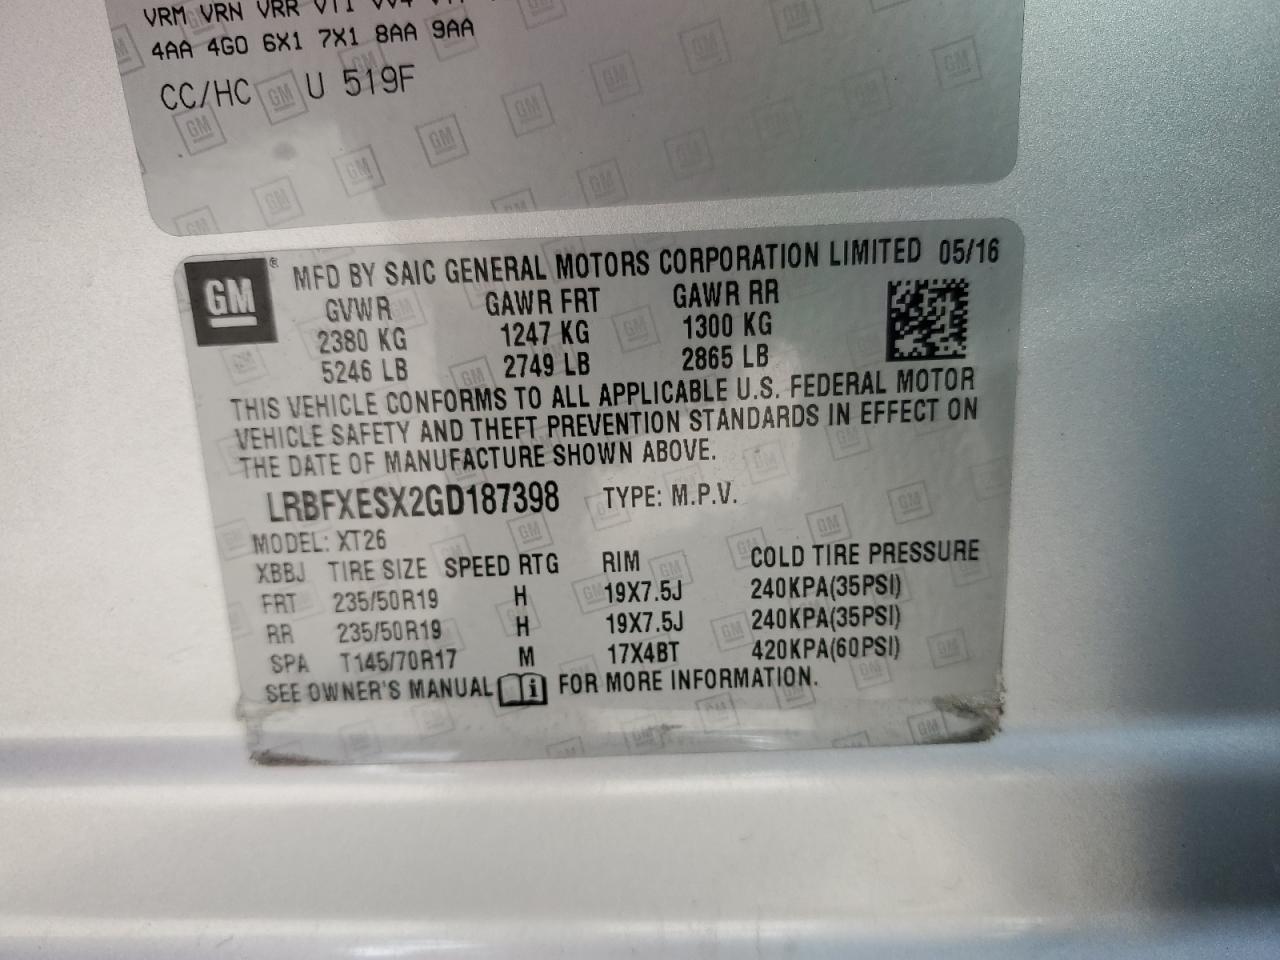 VRM VRN VRR VT1
4AA 4G0 6X1 7X1 8AA 9AA
CC/HC U 519F
GM ® MFD BY SAIC GENERAL MOTORS CORPORATION LIMITED 05/16
GVWR GAWR FRT GAWR RR
2380 KG 1247 KG 1300 KG
5246 LB 2749 LB 2865 LB
THIS VEHICLE CONFORMS TO ALL APPLICABLE U.S. FEDERAL MOTOR
VEHICLE SAFETY AND THEFT PREVENTION STANDARDS IN EFFECT ON
THE DATE OF MANUFACTURE SHOWN ABOVE.
LRBFXESX2GD187398 TYPE: M.P.V.
MODEL: XT26
XBBJ TIRE SIZE SPEED RTG RIM COLD TIRE PRESSURE
FRT 235/50R19 H 19X7.5J 240KPA(35PSI)
RR 235/50R19 H 19X7.5J 240KPA(35PSI)
SPA T145/70R17 M 17X4BT 420KPA(60PSI)
SEE OWNER'S MANUAL i FOR MORE INFORMATION.